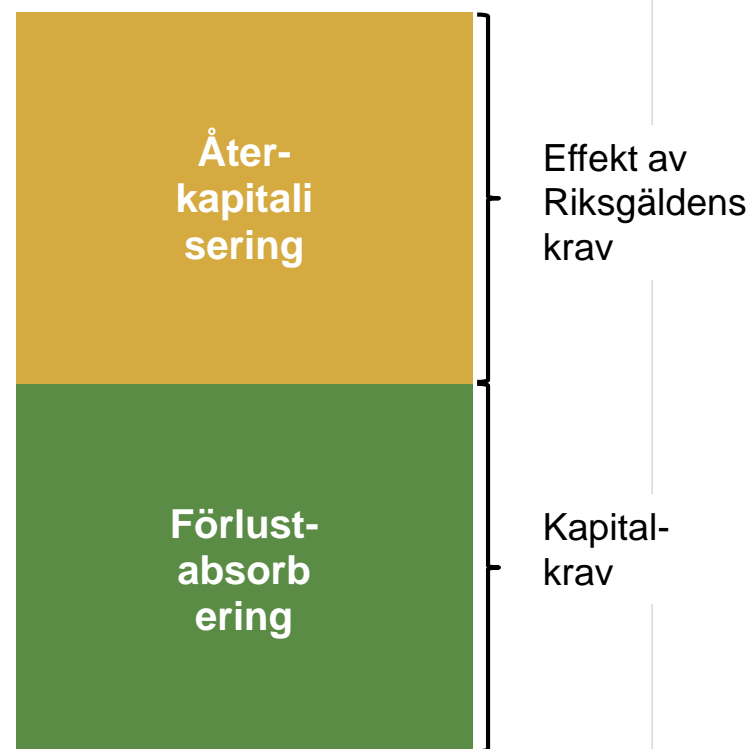 Åter-
kapitali
sering
Effekt av
Riksgäldens
krav
Förlust-
absorb
ering
Kapital-
krav